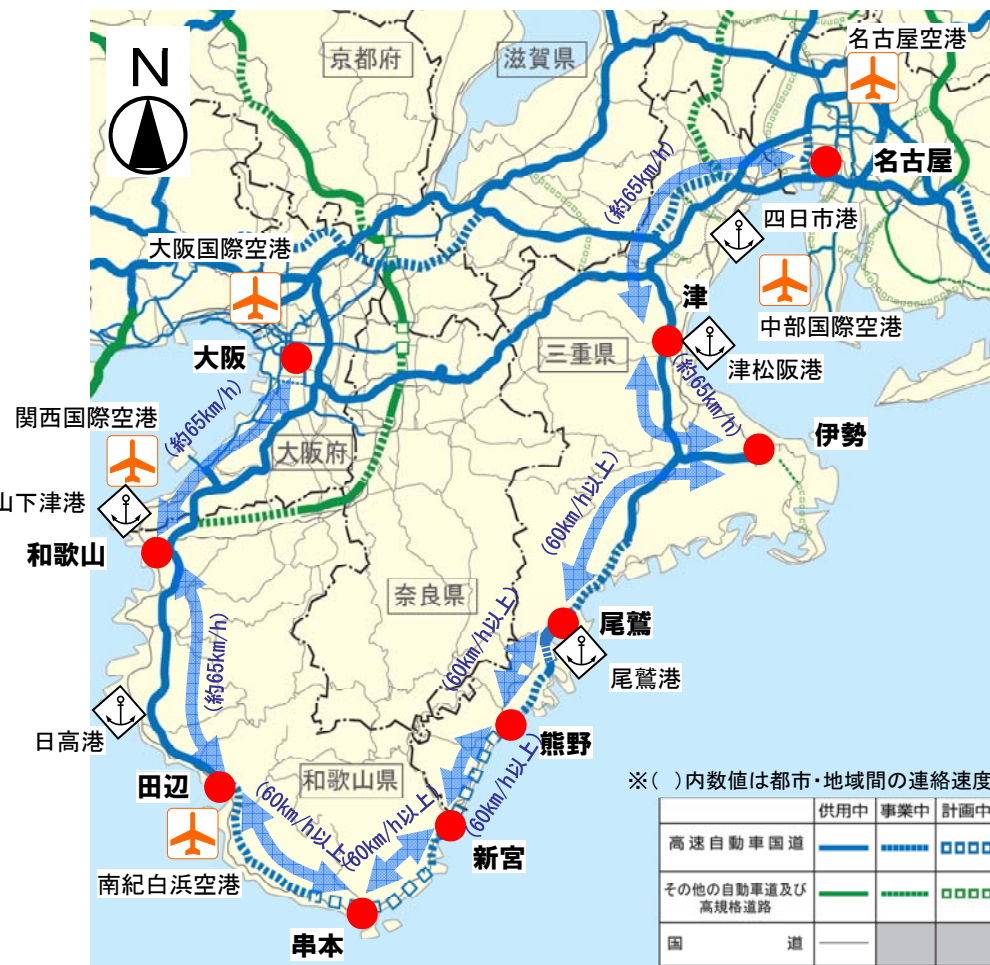 名古屋空港
N
京都府
滋賀県
名古屋
(約65km/h)
四日市港
大阪国際空港
津
中部国際空港
大阪
三重県
津松阪港
(約65km/h)
(約65km/h)
関西国際空港
伊勢
大阪府
山下津港
(60km/h以上)
和歌山
奈良県
尾鷲
(60km/h以上)
(約65km/h)
尾鷲港
日高港
熊野
田辺
和歌山県
(60km/h以上)
(60km/h以上)
(60km/h以上)
新宮
南紀白浜空港
串本
※( )内数値は都市・地域間の連絡速度
供用中 事業中 計画中
高速自動車国道
その他の自動車道及び
高規格道路
国 道